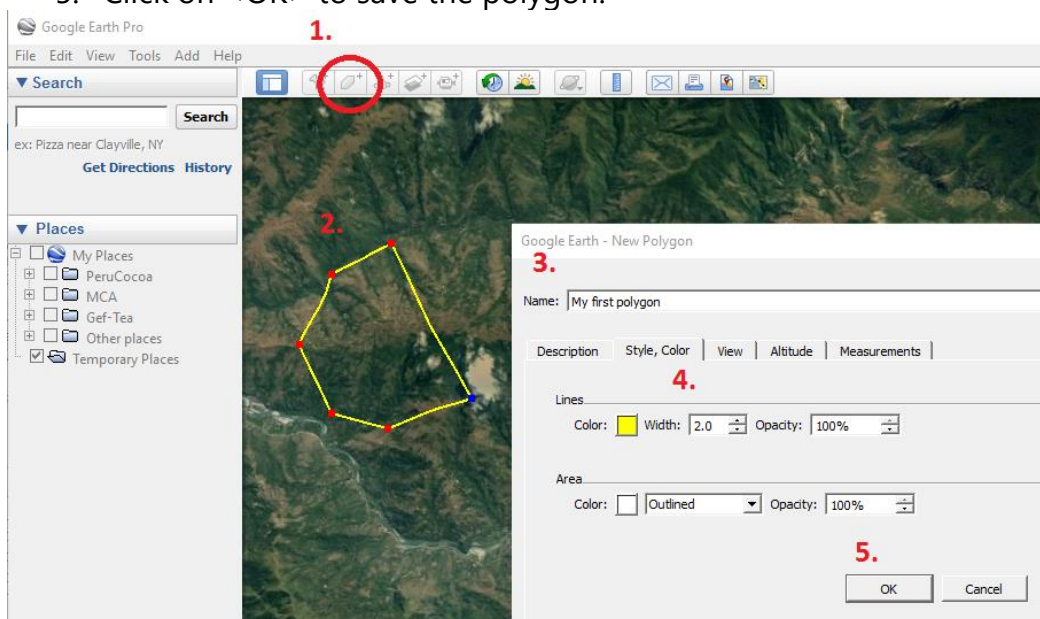 5. Click on <OK> to save the polygon.
Google Earth Pro
1.
File Edit View Tools Add Help
Search
Search
ex: Pizza near Clayville, NY
Get Directions History
Places
My Places
PeruCocoa
MCA
Gef-Tea
Other places
Temporary Places
2.
Google Earth - New Polygon
3.
Name: My first polygon
Description Style, Color View Altitude Measurements
4.
Lines
Color: Width: 2.0 Opacity: 100%
Area
Color: Outlined Opacity: 100%
5.
OK Cancel